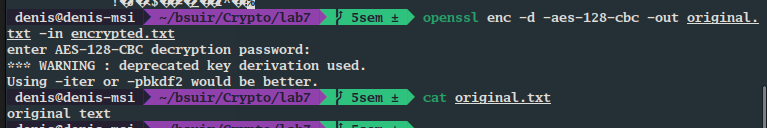 denis@denis-msi ~/bsuir/Crypto/lab7 5sem ± openssl enc -d -aes-128-cbc -out original.
txt -in encrypted.txt
enter AES-128-CBC decryption password:
*** WARNING : deprecated key derivation used.
Using -iter or -pbkdf2 would be better.
denis@denis-msi ~/bsuir/Crypto/lab7 5sem ± cat original.txt
original text